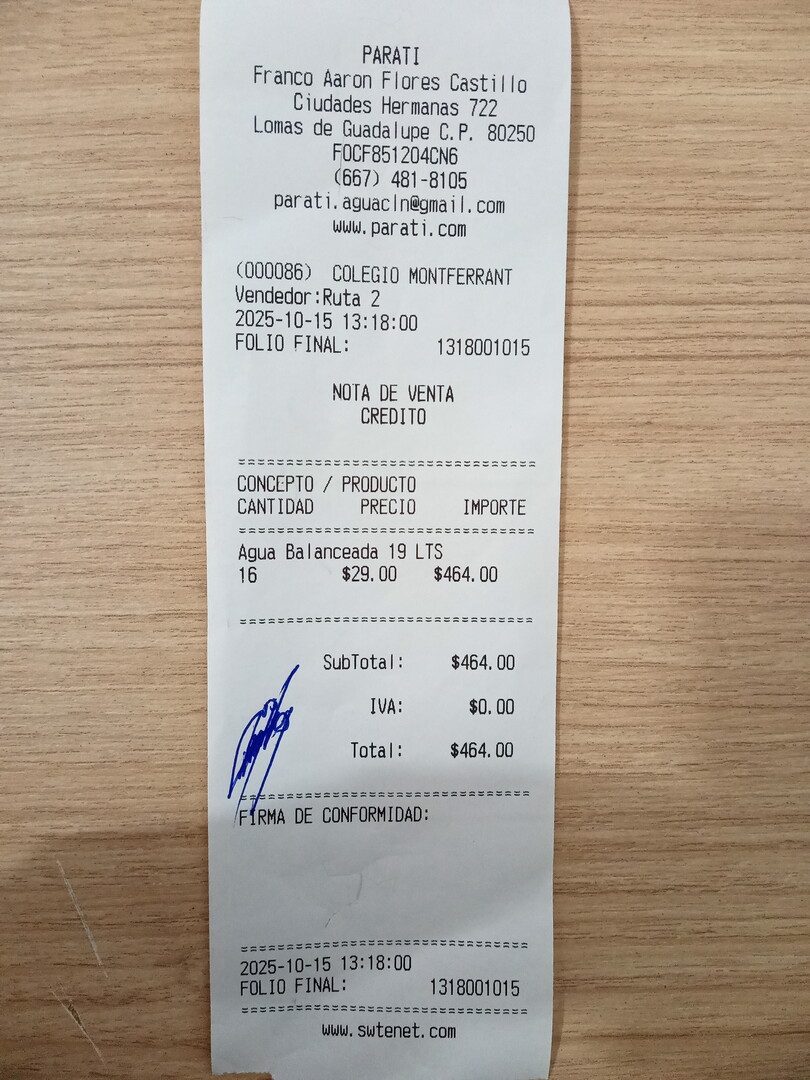 PARATI
Franco Aaron Flores Castillo
Ciudades Hermanas 722
Lomas de Guadalupe C.P. 80250
FOCF851204CN6
(667) 481-8105
parati.aguacln@gmail.com
www.parati.com
(000086) COLEGIO MONTFERRANT
Vendedor:Ruta 2
2025-10-15 13:18:00
FOLIO FINAL: 1318001015
NOTA DE VENTA
CREDITO
CONCEPTO / PRODUCTO
CANTIDAD PRECIO IMPORTE
Agua Balanceada 19 LTS
16 $29.00 $464.00
SubTotal: $464.00
IVA: $0.00
Total: $464.00
FIRMA DE CONFORMIDAD:
2025-10-15 13:18:00
FOLIO FINAL: 1318001015
www.swtenet.com